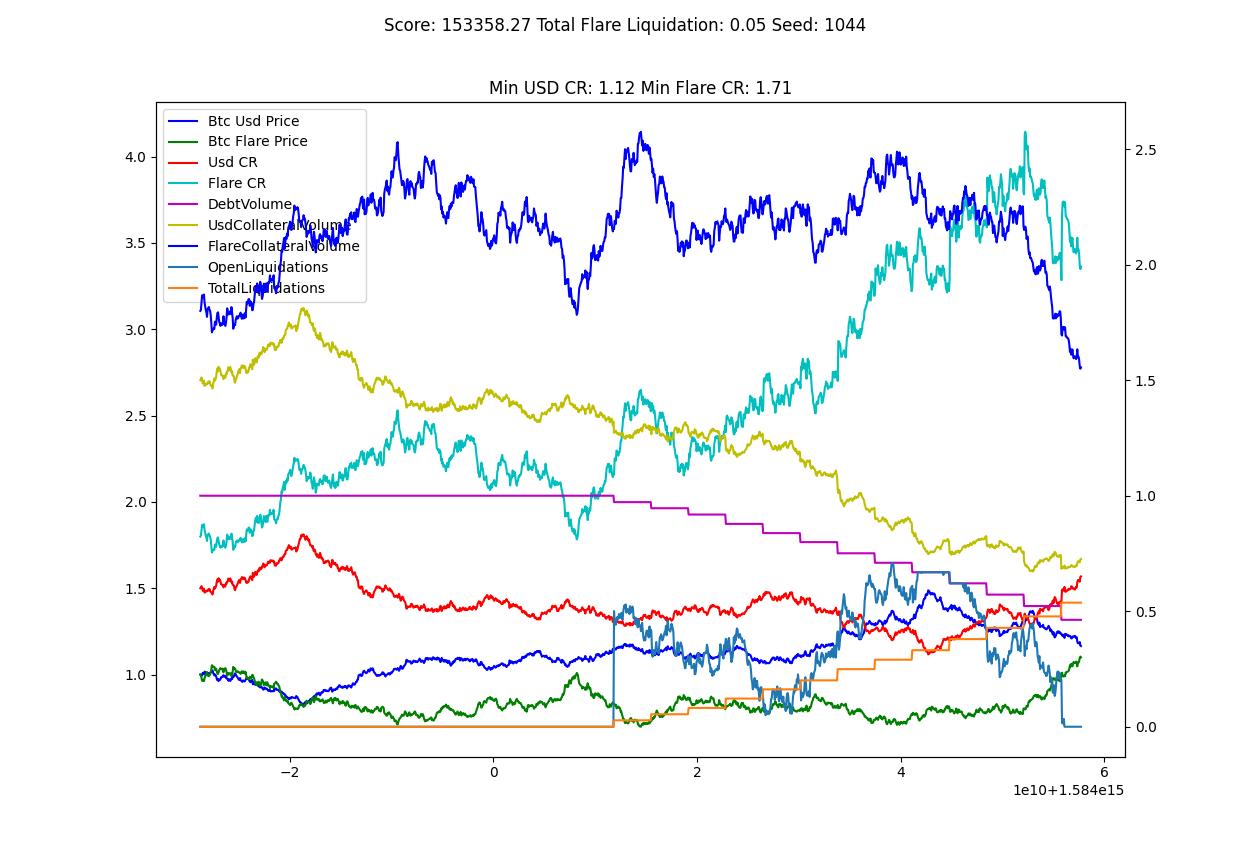 Score: 153358.27 Total Flare Liquidation: 0.05 Seed: 1044
Min USD CR: 1.12 Min Flare CR: 1.71
Btc Usd Price
Btc Flare Price
Usd CR
Flare CR
DebtVolume
UsdCollateralVolume
FlareCollateralVolume
OpenLiquidations
TotalLiquidations
4.0
3.5
3.0
2.5
2.0
1.5
1.0
2.5
2.0
1.5
1.0
0.5
0.0
−2 0 2 4 6
1e10+1.584e15